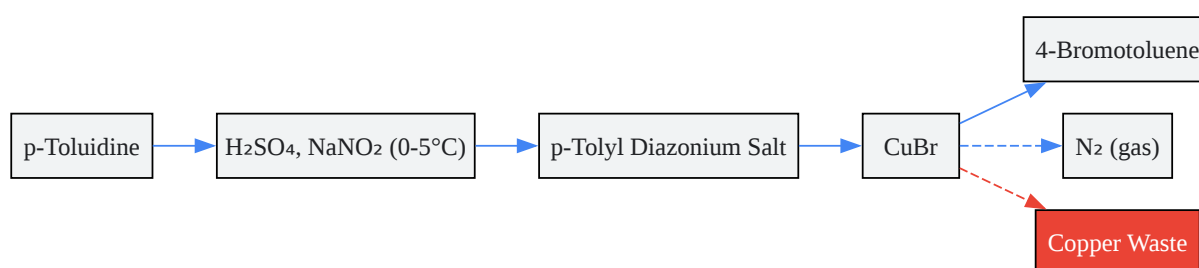 p-Toluidine
H₂SO₄, NaNO₂ (0-5°C)
p-Tolyl Diazonium Salt
CuBr
4-Bromotoluene
N₂ (gas)
Copper Waste